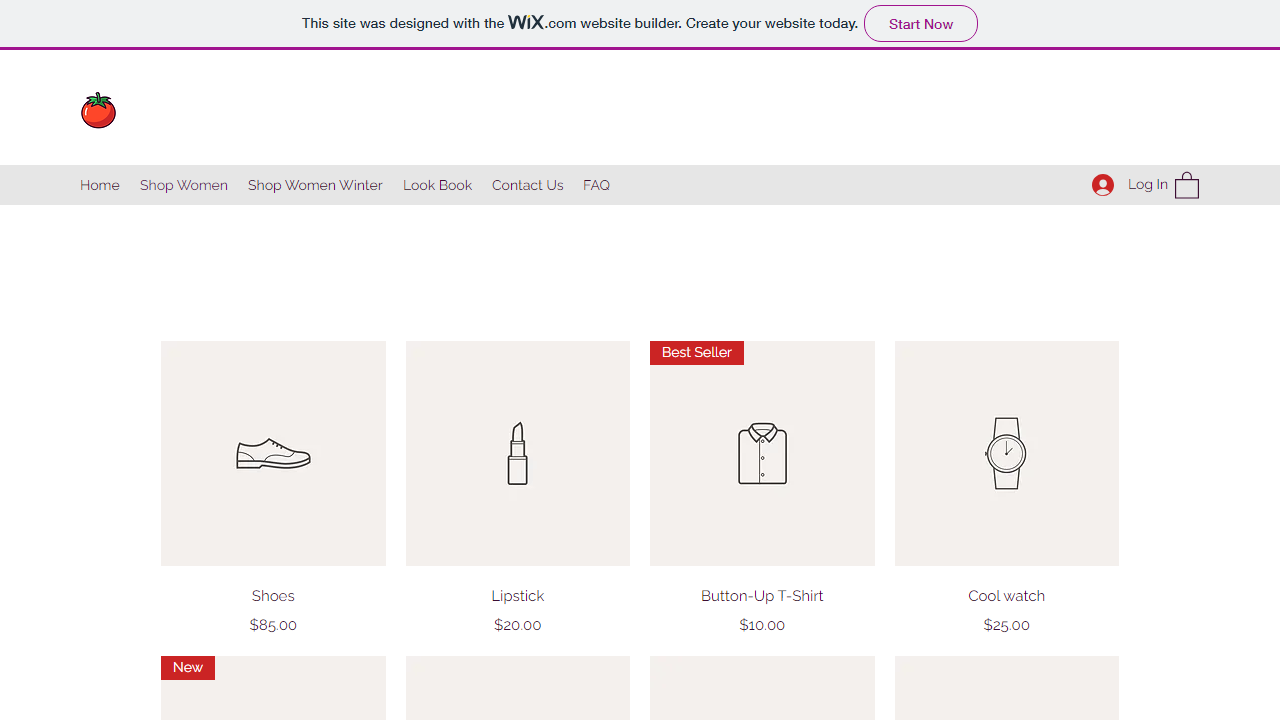 This site was designed with the WiX.com website builder. Create your website today.
Start Now
Home
Shop Women
Shop Women Winter
Look Book
Contact Us
FAQ
Log In
Best Seller
Shoes
$85.00
Lipstick
$20.00
Button-Up T-Shirt
$10.00
Cool watch
$25.00
New